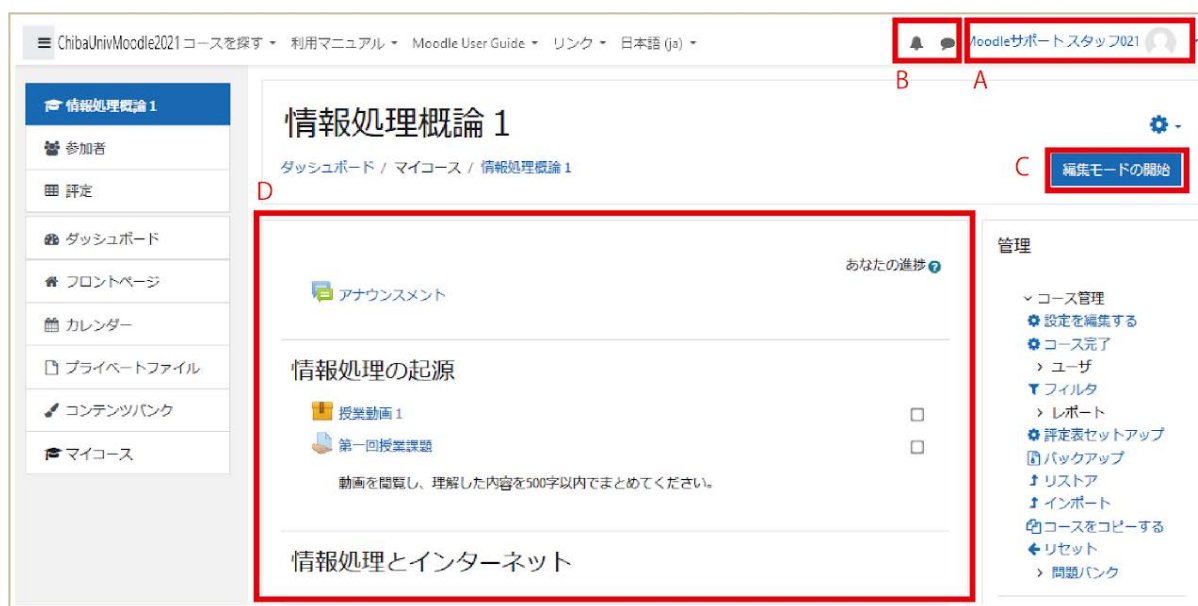 ChibaUnivMoodle2021 コースを探す 利用マニュアル Moodle User Guide リンク 日本語 (ja) Moodleサポートスタッフ021
B A
情報処理概論 1
参加者
評定
ダッシュボード
フロントページ
カレンダー
プライベートファイル
コンテンツバンク
マイコース
情報処理概論 1
ダッシュボード / マイコース / 情報処理概論 1
C 編集モードの開始
D
あなたの進捗
アナウンスメント
情報処理の起源
授業動画 1
第一回授業課題
動画を閲覧し、理解した内容を500字以内でまとめてください。
情報処理とインターネット
管理
コース管理
設定を編集する
コース完了
ユーザ
フィルタ
レポート
評定表セットアップ
バックアップ
リストア
インポート
コースをコピーする
リセット
問題バンク